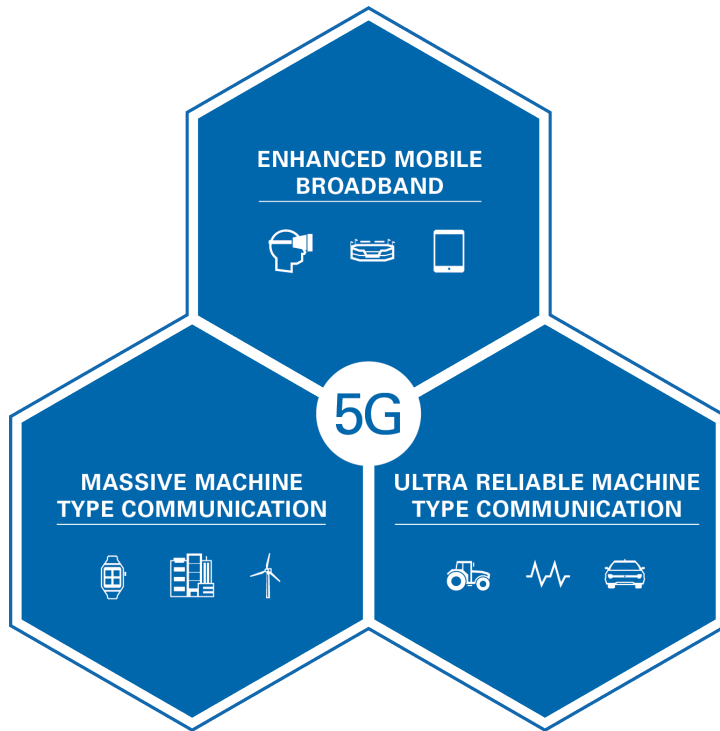 ENHANCED MOBILE
BROADBAND
5G
MASSIVE MACHINE
TYPE COMMUNICATION
ULTRA RELIABLE MACHINE
TYPE COMMUNICATION